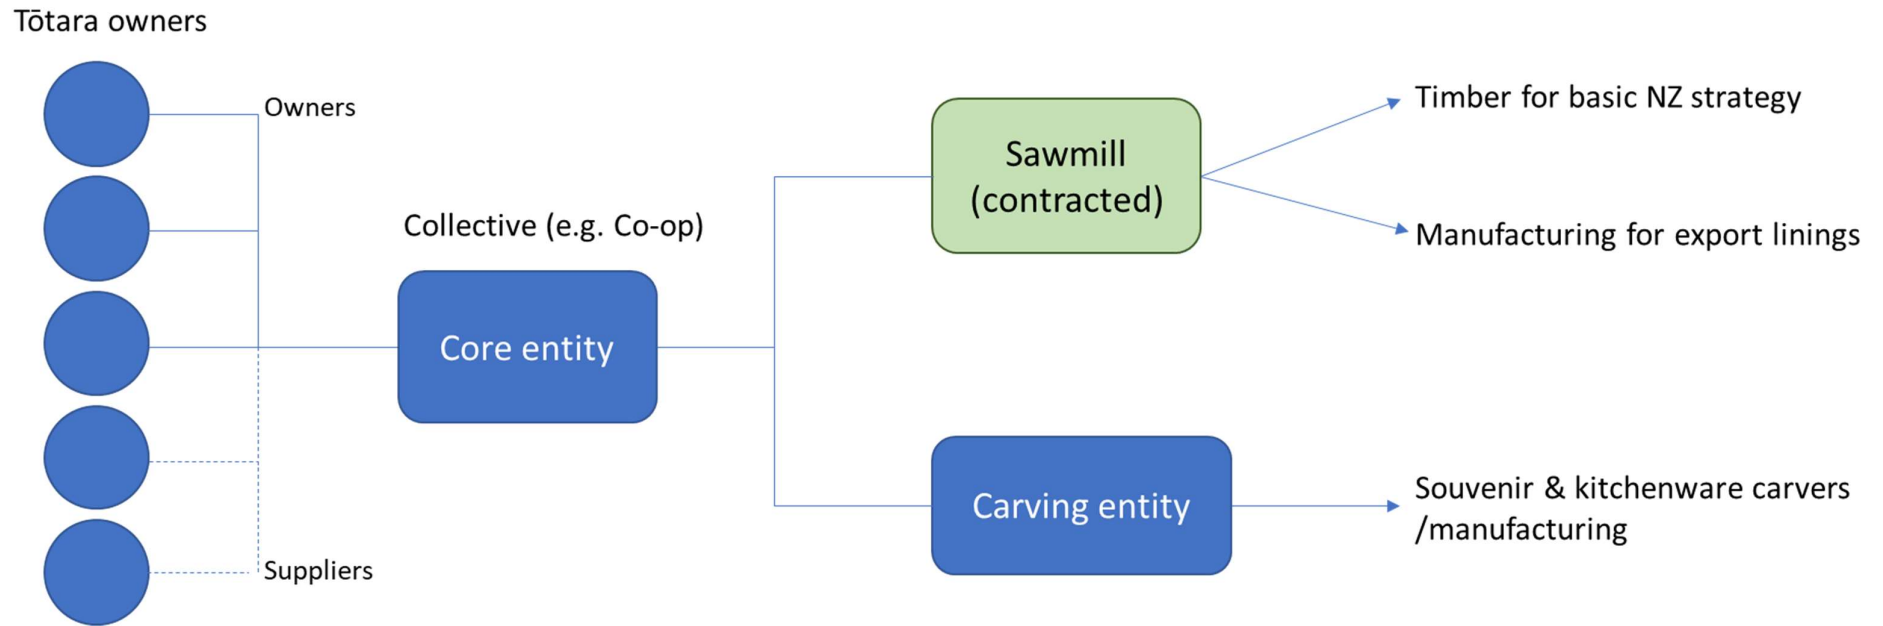 Tōtara owners
Owners
Collective (e.g. Co-op)
Core entity
Suppliers
Sawmill
(contracted)
Timber for basic NZ strategy
Manufacturing for export linings
Carving entity
Souvenir & kitchenware carvers
/manufacturing